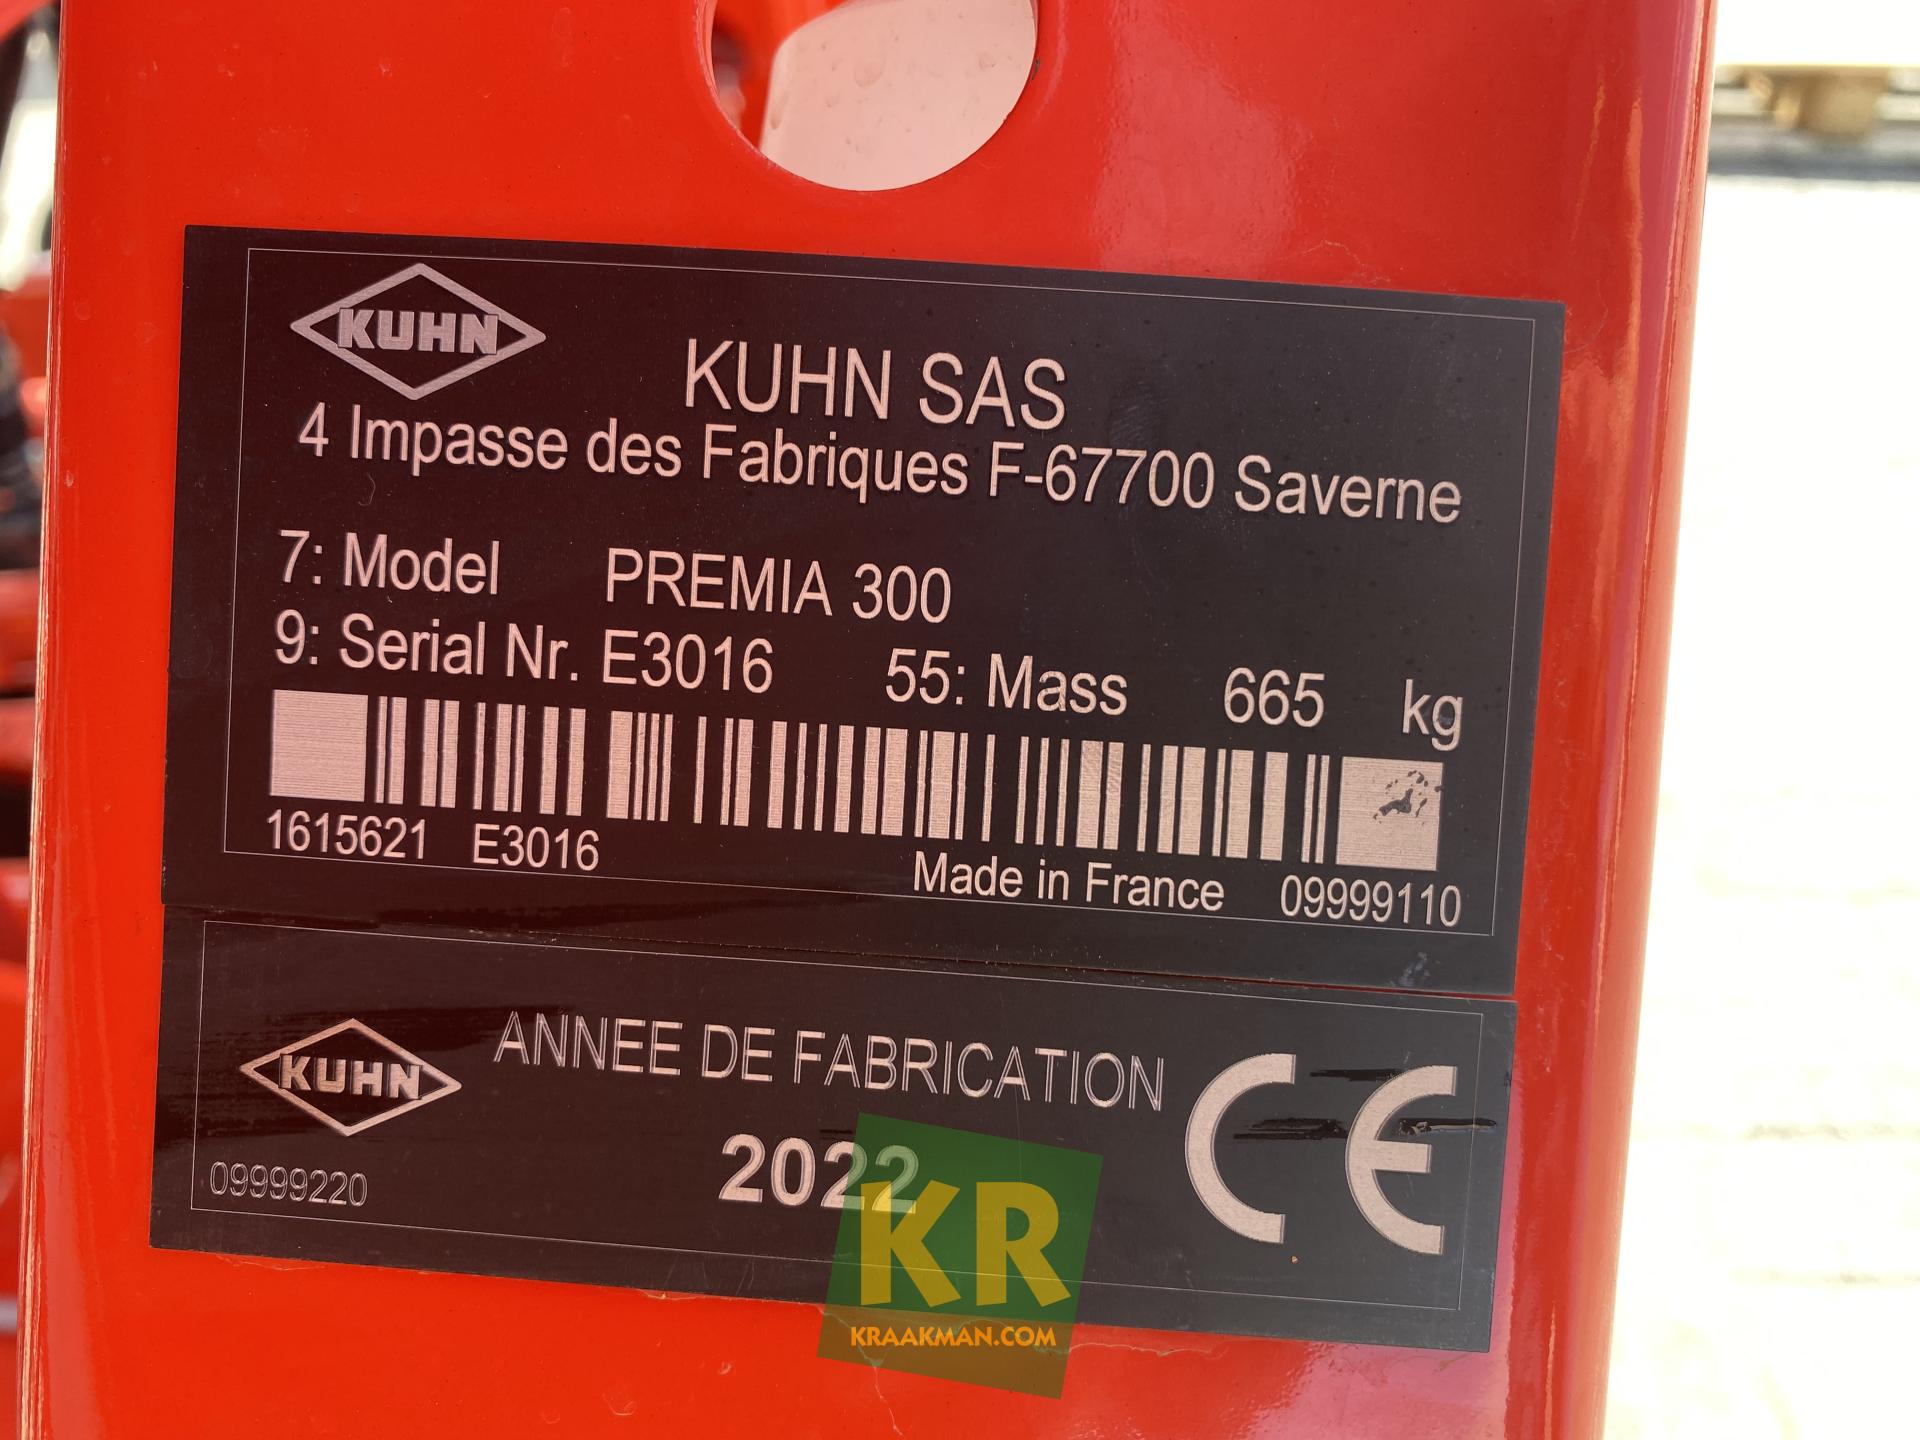 KUHN
KUHN SAS
4 Impasse des Fabriques F-67700 Saverne
7: Model PREMIA 300
9: Serial Nr. E3016 55: Mass 665 kg
1615621 E3016
Made in France 09999110
KUHN
ANNEE DE FABRICATION
2022
CE
09999220
KR
KRAAKMAN.COM